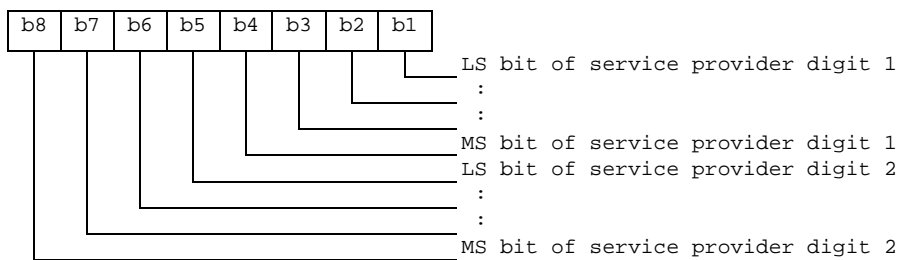 b8 b7 b6 b5 b4 b3 b2 b1
LS bit of service provider digit 1
:
:
MS bit of service provider digit 1
LS bit of service provider digit 2
:
:
MS bit of service provider digit 2